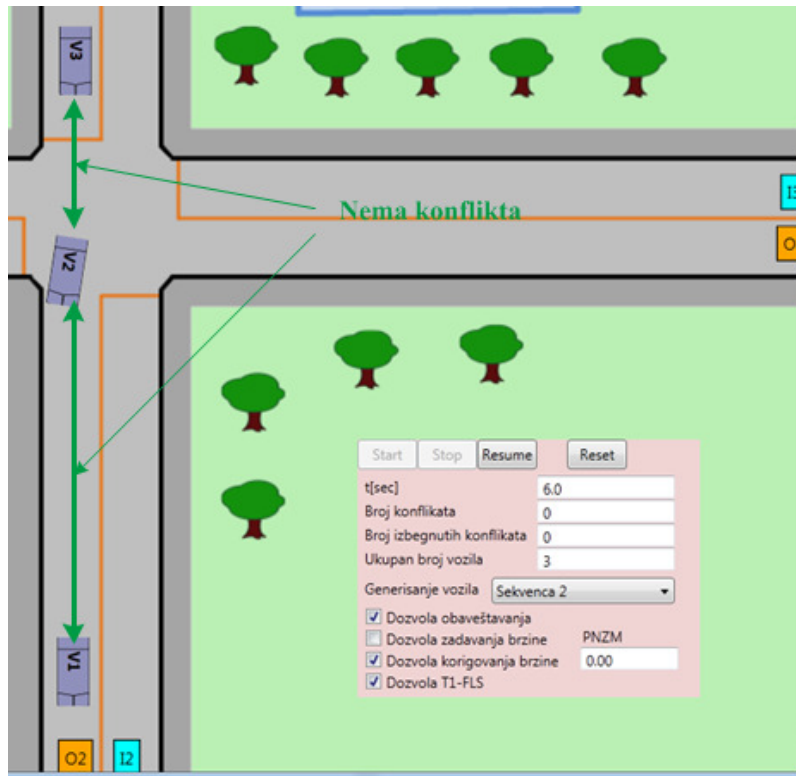 V3
I3
Nema konflikta
O
V2
Start Stop Resume Reset
t[sec] 6.0
Broj konflikata 0
Broj izbegnutih konflikata 0
Ukupan broj vozila 3
Generisanje vozila Sekvenca 2
Dozvola obaveštavanja
Dozvola zadavanja brzine PNZM
Dozvola korigovanja brzine 0.00
Dozvola T1-FLS
V1
O2 I2